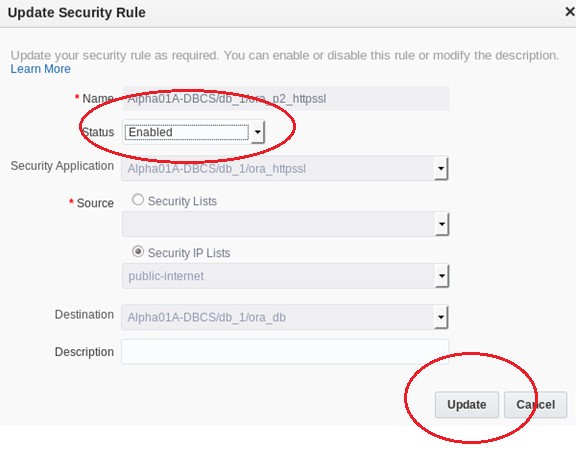 Update Security Rule
Update your security rule as required. You can enable or disable this rule or modify the description.
Learn More
* Name Alpha01A-DBCS/db_1/ora_p2_httpssl
Status Enabled
Security Application Alpha01A-DBCS/db_1/ora_httpssl
* Source Security Lists
Security IP Lists
public-internet
Destination Alpha01A-DBCS/db_1/ora_db
Description
Update Cancel